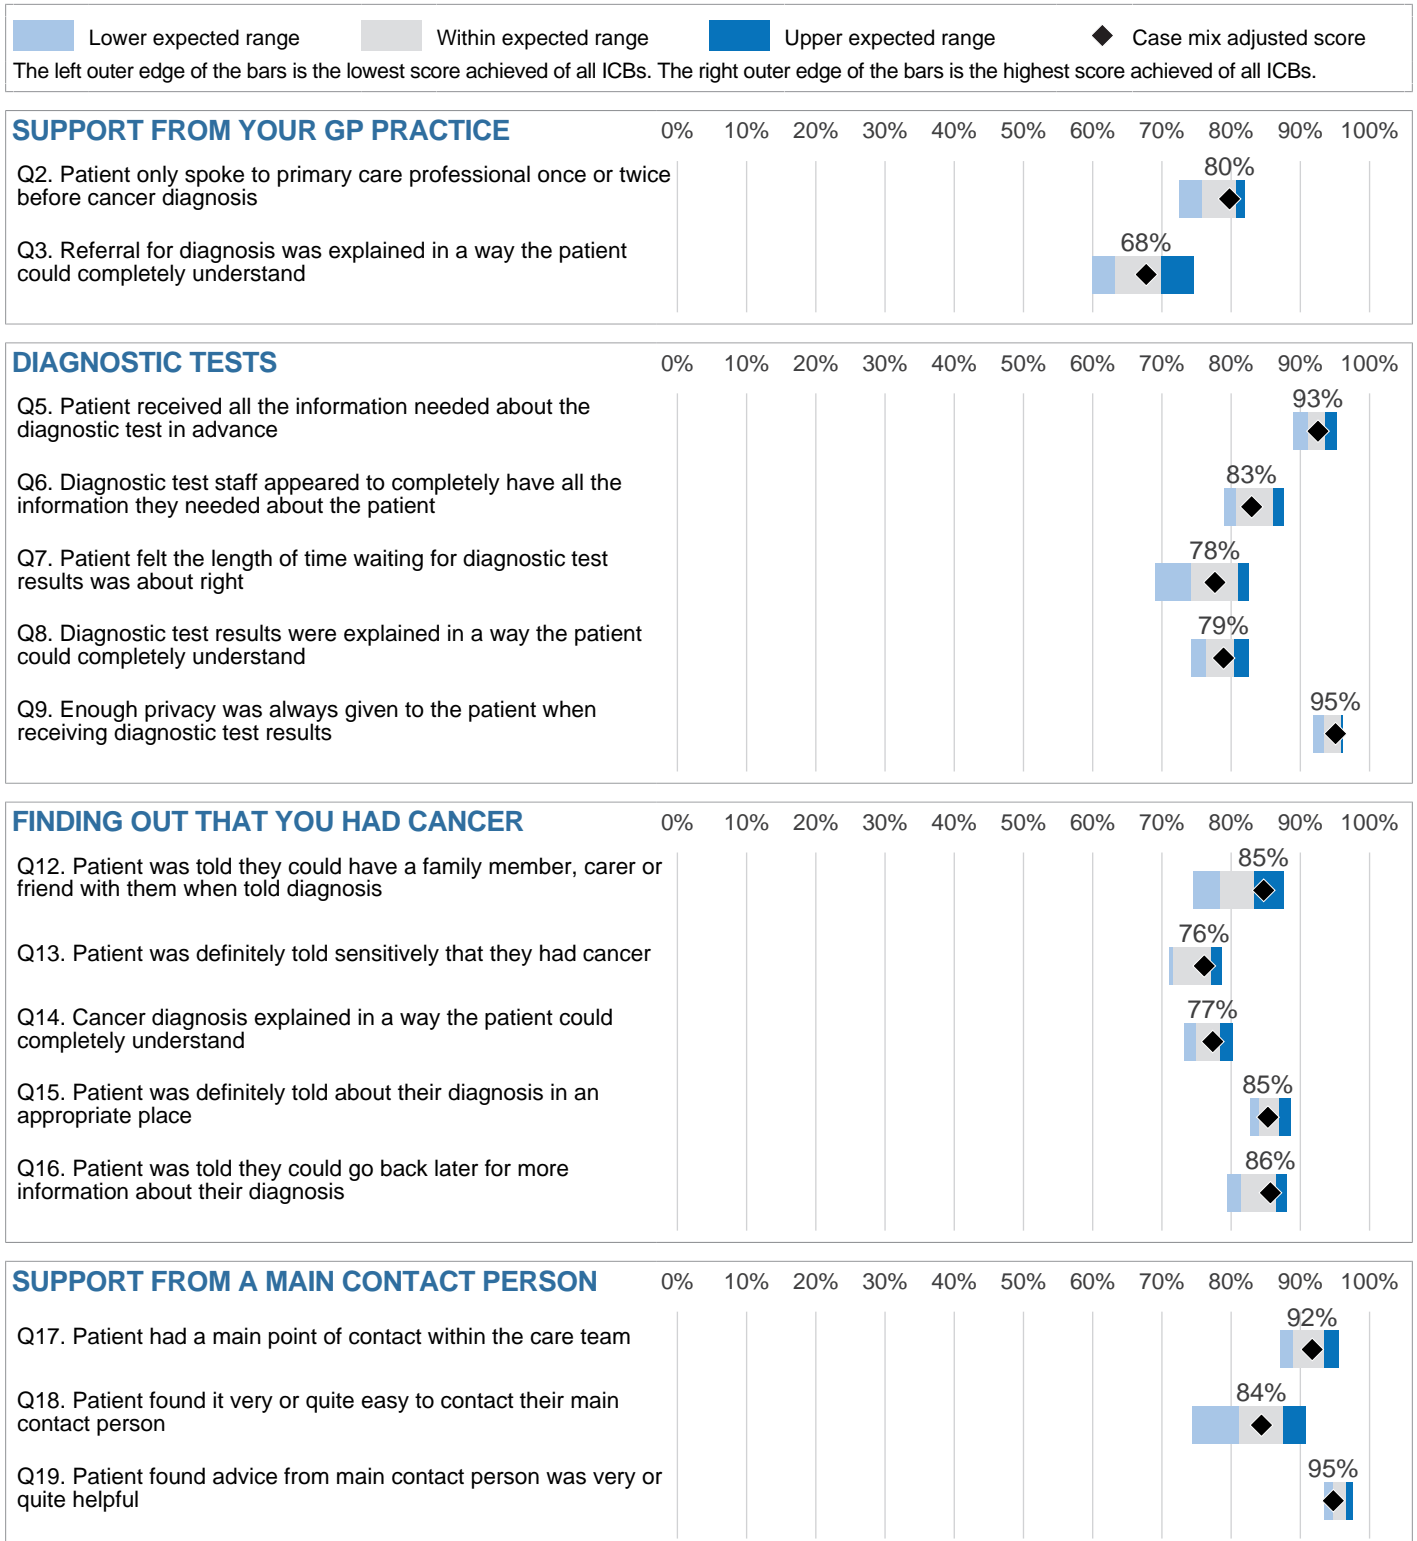 Lower expected range Within expected range Upper expected range Case mix adjusted score
The left outer edge of the bars is the lowest score achieved of all ICBs. The right outer edge of the bars is the highest score achieved of all ICBs.
SUPPORT FROM YOUR GP PRACTICE 0% 10% 20% 30% 40% 50% 60% 70% 80% 90% 100%
80%
Q2. Patient only spoke to primary care professional once or twice
before cancer diagnosis
68%
Q3. Referral for diagnosis was explained in a way the patient
could completely understand
DIAGNOSTIC TESTS 0% 10% 20% 30% 40% 50% 60% 70% 80% 90% 100%
93%
Q5. Patient received all the information needed about the
diagnostic test in advance
83%
Q6. Diagnostic test staff appeared to completely have all the
information they needed about the patient
78%
Q7. Patient felt the length of time waiting for diagnostic test
results was about right
79%
Q8. Diagnostic test results were explained in a way the patient
could completely understand
95%
Q9. Enough privacy was always given to the patient when
receiving diagnostic test results
FINDING OUT THAT YOU HAD CANCER 0% 10% 20% 30% 40% 50% 60% 70% 80% 90% 100%
85%
Q12. Patient was told they could have a family member, carer or
friend with them when told diagnosis
76%
Q13. Patient was definitely told sensitively that they had cancer
77%
Q14. Cancer diagnosis explained in a way the patient could
completely understand
85%
Q15. Patient was definitely told about their diagnosis in an
appropriate place
86%
Q16. Patient was told they could go back later for more
information about their diagnosis
SUPPORT FROM A MAIN CONTACT PERSON 0% 10% 20% 30% 40% 50% 60% 70% 80% 90% 100%
92%
Q17. Patient had a main point of contact within the care team
84%
Q18. Patient found it very or quite easy to contact their main
contact person
95%
Q19. Patient found advice from main contact person was very or
quite helpful